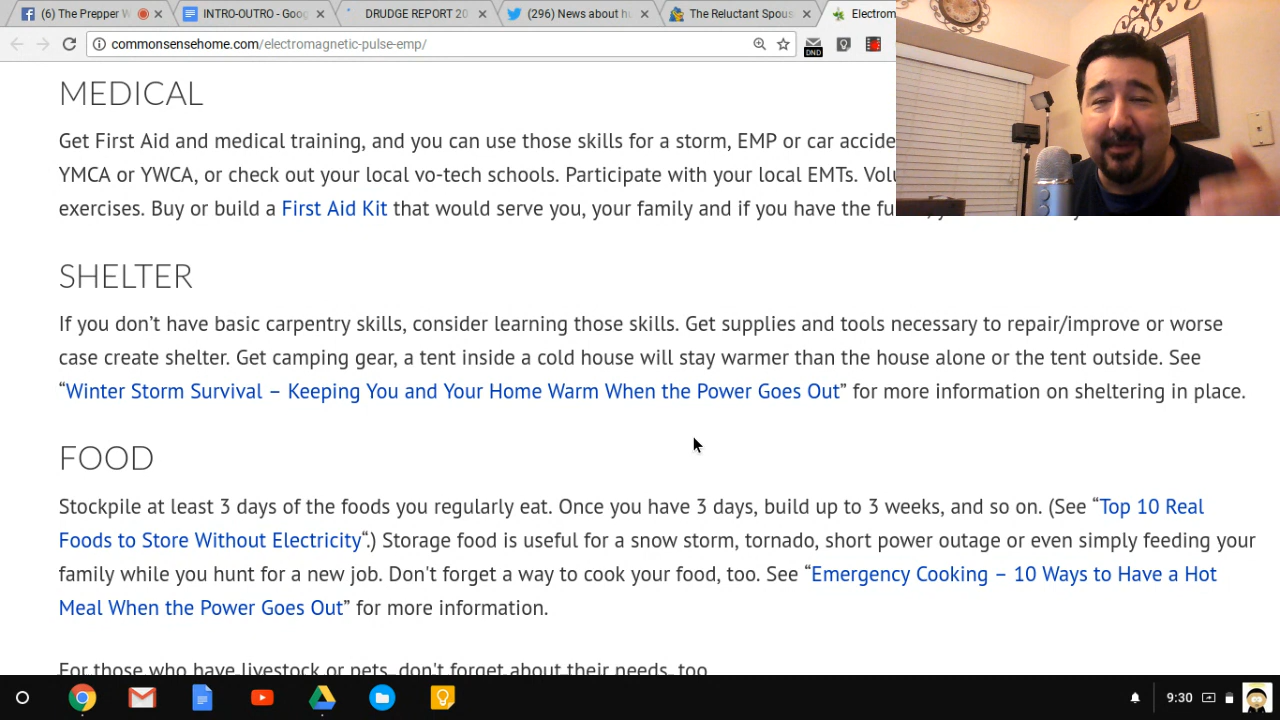 (6) The Prepper W
INTRO-OUTRO - Goog
DRUDGE REPORT 20
(296) News about hu
The Reluctant Spous
Electrom
commonsensehome.com/electromagnetic-pulse-emp/
DND
MEDICAL
Get First Aid and medical training, and you can use those skills for a storm, EMP or car accide
YMCA or YWCA, or check out your local vo-tech schools. Participate with your local EMTs. Volu
exercises. Buy or build a First Aid Kit that would serve you, your family and if you have the fu
SHELTER
If you don’t have basic carpentry skills, consider learning those skills. Get supplies and tools necessary to repair/improve or worse
case create shelter. Get camping gear, a tent inside a cold house will stay warmer than the house alone or the tent outside. See
“Winter Storm Survival – Keeping You and Your Home Warm When the Power Goes Out” for more information on sheltering in place.
FOOD
Stockpile at least 3 days of the foods you regularly eat. Once you have 3 days, build up to 3 weeks, and so on. (See “Top 10 Real
Foods to Store Without Electricity“.) Storage food is useful for a snow storm, tornado, short power outage or even simply feeding your
family while you hunt for a new job. Don't forget a way to cook your food, too. See “Emergency Cooking – 10 Ways to Have a Hot
Meal When the Power Goes Out” for more information.
For those who have livestock or pets, don't forget about their needs, too
9:30